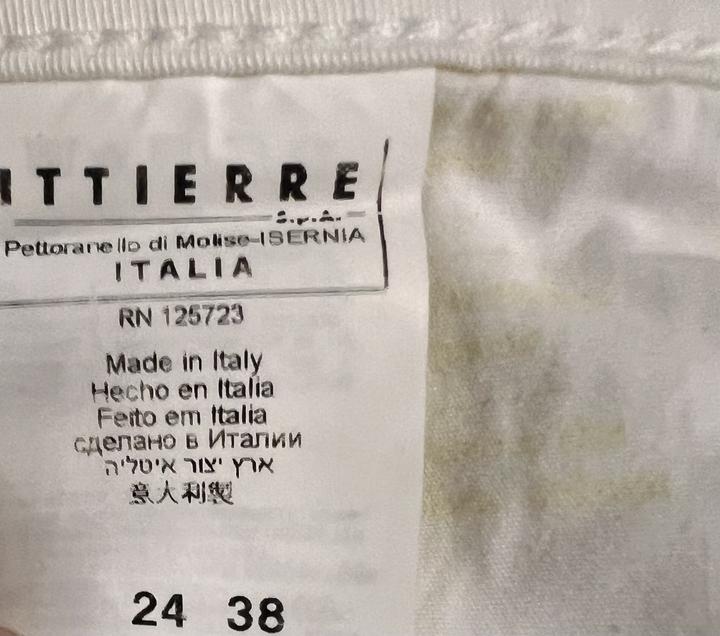 ITTIERRE
S.p.A.
Pettoranello di Molise-ISERNIA
ITALIA
RN 125723
Made in Italy
Hecho en Italia
Feito em Italia
сделано в Италии
ארץ יצור איטליה
意大利製
24 38